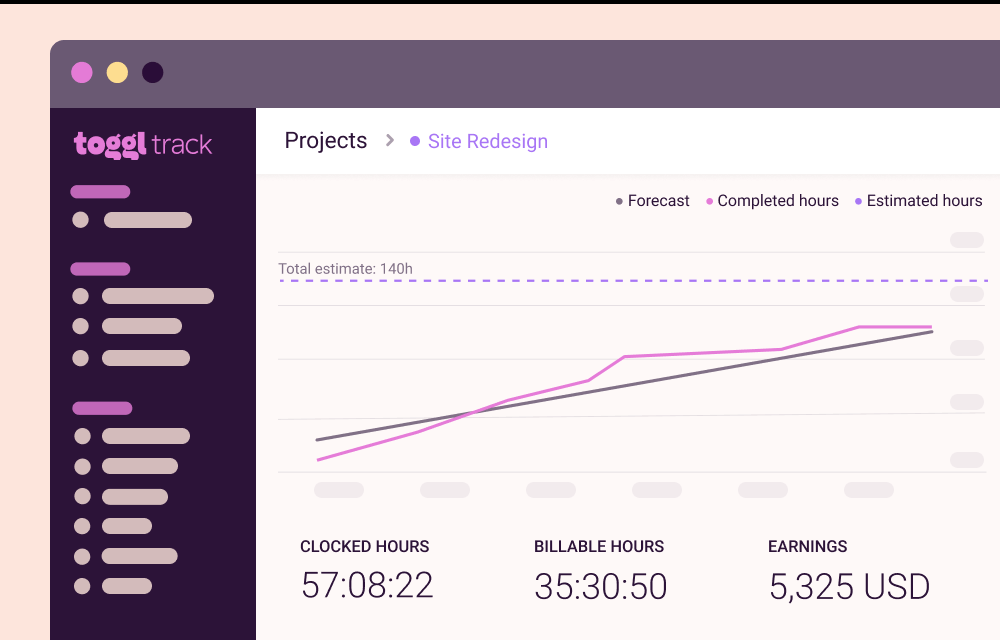 toggl track
Projects > Site Redesign
Forecast Completed hours Estimated hours
Total estimate: 140h
CLOCKED HOURS BILLABLE HOURS EARNINGS
57:08:22 35:30:50 5,325 USD